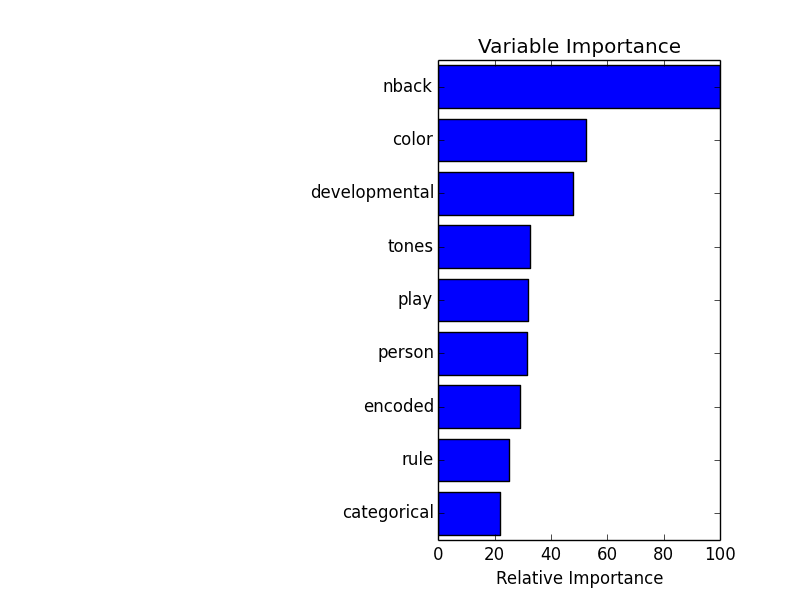 Variable Importance
nback
color
developmental
tones
play
person
encoded
rule
categorical
0 20 40 60 80 100
Relative Importance